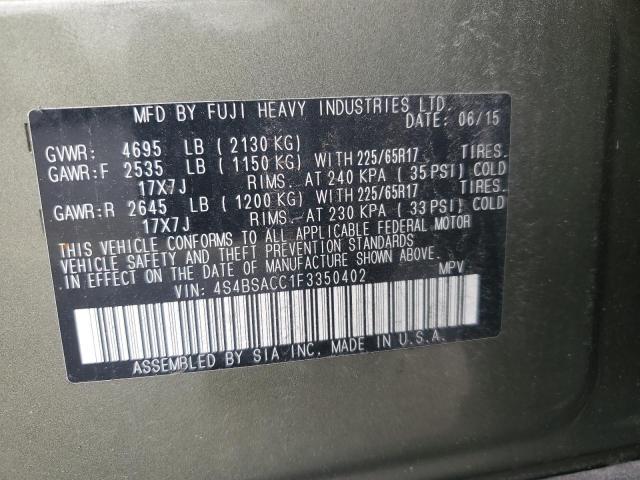 MFD BY FUJI HEAVY INDUSTRIES LTD.
DATE: 06/15
GVWR: 4695 LB (2130 KG)
GAWR:F 2535 LB (1150 KG) WITH 225/65R17 TIRES.
17X7J RIMS. AT 240 KPA (35 PSI) COLD
GAWR:R 2645 LB (1200 KG) WITH 225/65R17 TIRES.
17X7J RIMS. AT 230 KPA (33 PSI) COLD
THIS VEHICLE CONFORMS TO ALL APPLICABLE FEDERAL MOTOR
VEHICLE SAFETY AND THEFT PREVENTION STANDARDS
IN EFFECT ON THE DATE OF MANUFACTURE SHOWN ABOVE.
VIN: 4S4BSACC1F3350402 MPV
ASSEMBLED BY SIA INC. MADE IN U.S.A.